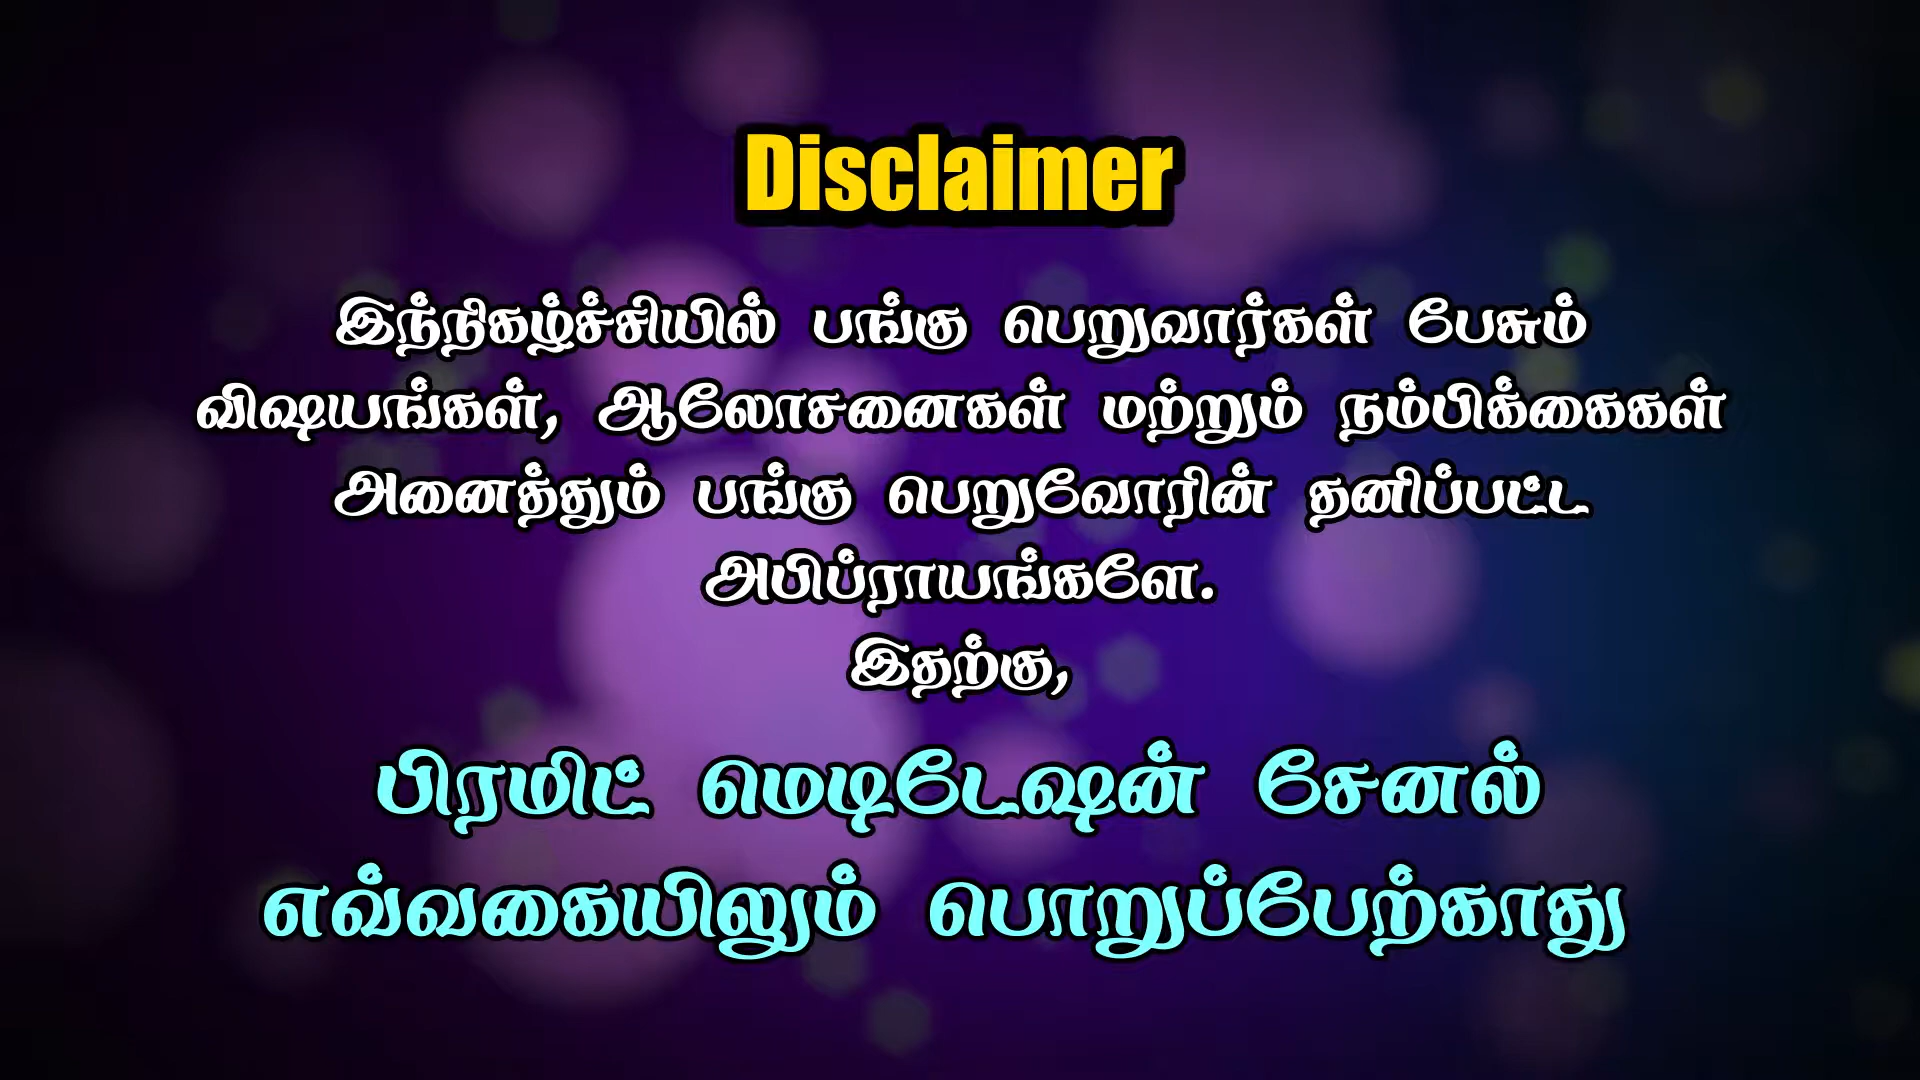 Disclaimer
இந்நிகழ்ச்சியில் பங்கு பெறுவார்கள் பேசும்
விஷயங்கள், ஆலோசனைகள் மற்றும் நம்பிக்கைகள்
அனைத்தும் பங்கு பெறுவோரின் தனிப்பட்ட
அபிப்ராயங்களே.
இதற்கு,
பிரமிட் மெடிடேஷன் சேனல்
எவ்வகையிலும் பொறுப்பேற்காது